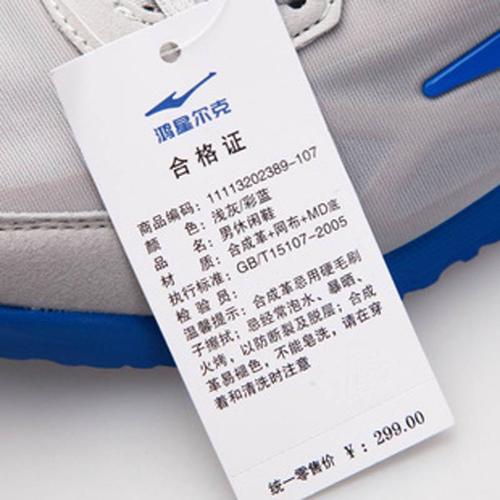 鸿星尔克
合格证
商品编码：11113202389-107
颜 色：浅灰/彩蓝
品 名：男休闲鞋
材 质：合成革+网布+MD底
执行标准：GB/T15107-2005
检 验 员：
温馨提示：合成革忌用硬毛刷
子擦拭；忌经常泡水、暴晒、
火烤，以防断裂及脱层；合成
革易褪色，不能皂洗，请在穿
着和清洗时注意
统一零售价 ¥：299.00